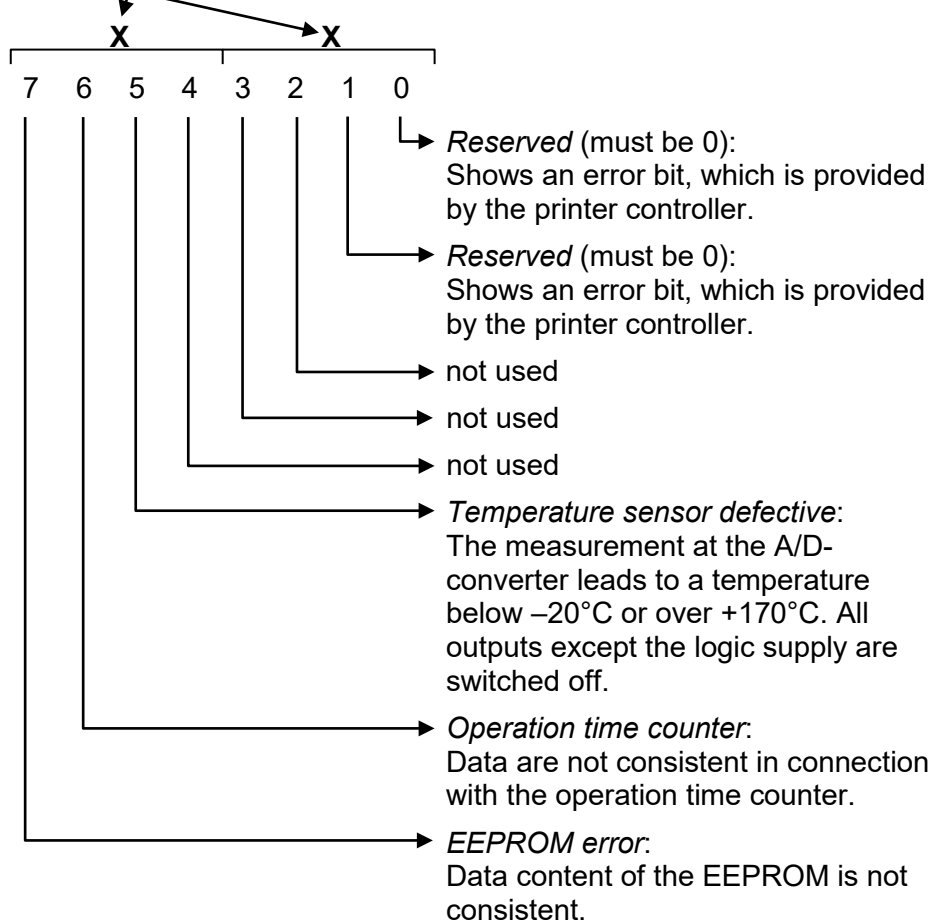 X X
7 6 5 4 3 2 1 0
Reserved (must be 0):
Shows an error bit, which is provided
by the printer controller.
Reserved (must be 0):
Shows an error bit, which is provided
by the printer controller.
not used
not used
not used
Temperature sensor defective:
The measurement at the A/D-
converter leads to a temperature
below –20°C or over +170°C. All
outputs except the logic supply are
switched off.
Operation time counter:
Data are not consistent in connection
with the operation time counter.
EEPROM error:
Data content of the EEPROM is not
consistent.